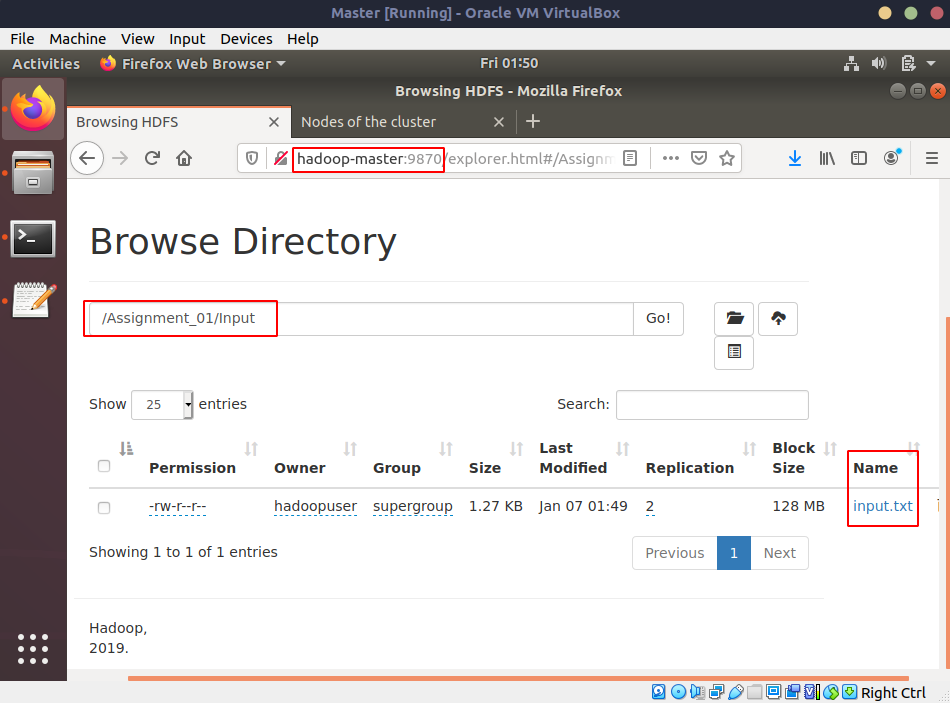 Master [Running] - Oracle VM VirtualBox
File Machine View Input Devices Help
Activities Firefox Web Browser Fri 01:50
Browsing HDFS - Mozilla Firefox
Browsing HDFS Nodes of the cluster
hadoop-master:9870/explorer.html#/Assignm
Browse Directory
/Assignment_01/Input Go!
Show 25 entries Search:
Permission Owner Group Size Last Modified Replication Block Size Name
-rw-r--r-- hadoopuser supergroup 1.27 KB Jan 07 01:49 2 128 MB input.txt
Showing 1 to 1 of 1 entries Previous 1 Next
Hadoop,
2019.
Right Ctrl